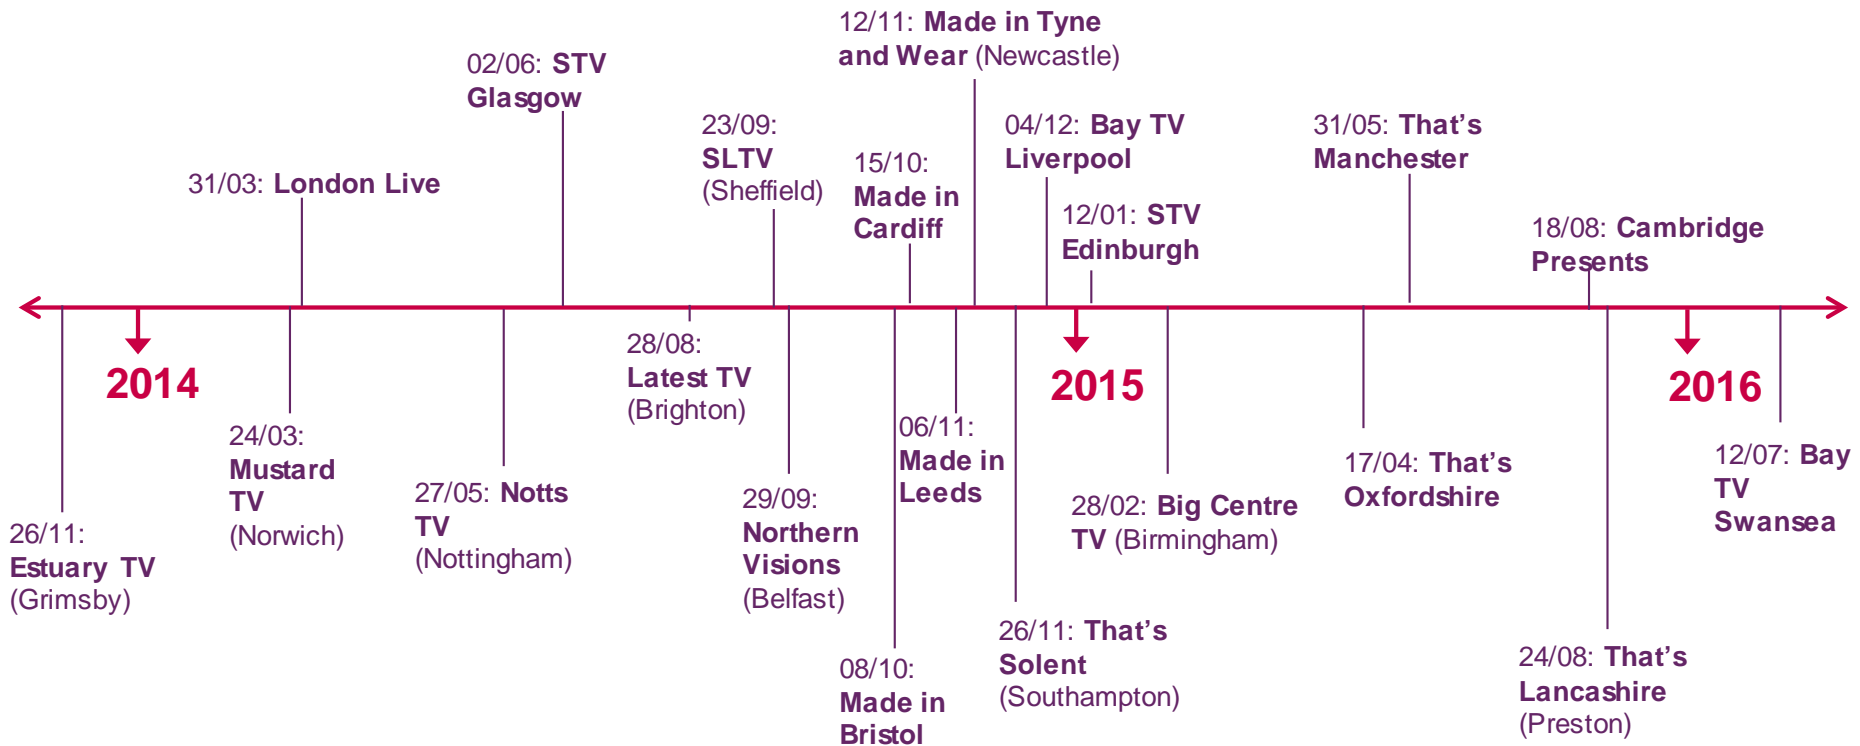 12/11: Made in Tyne
and Wear (Newcastle)
02/06: STV
Glasgow
23/09:
SLTV
(Sheffield)
04/12: Bay TV
Liverpool
31/05: That's
Manchester
15/10:
Made in
Cardiff
31/03: London Live
12/01: STV
Edinburgh
18/08: Cambridge
Presents
2014
2015
2016
28/08:
Latest TV
(Brighton)
24/03:
Mustard
TV
(Norwich)
06/11:
Made in
Leeds
17/04: That's
Oxfordshire
12/07: Bay
TV
Swansea
27/05: Notts
TV
(Nottingham)
29/09:
Northern
Visions
(Belfast)
28/02: Big Centre
TV (Birmingham)
26/11:
Estuary TV
(Grimsby)
26/11: That's
Solent
(Southampton)
08/10:
Made in
Bristol
24/08: That's
Lancashire
(Preston)